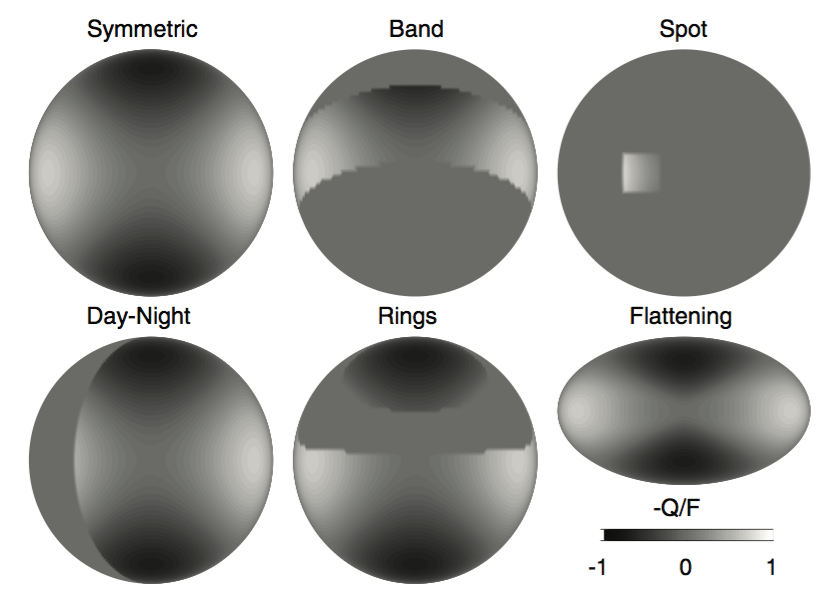 Symmetric Band Spot
Day-Night Rings Flattening
-Q/F
-1 0 1